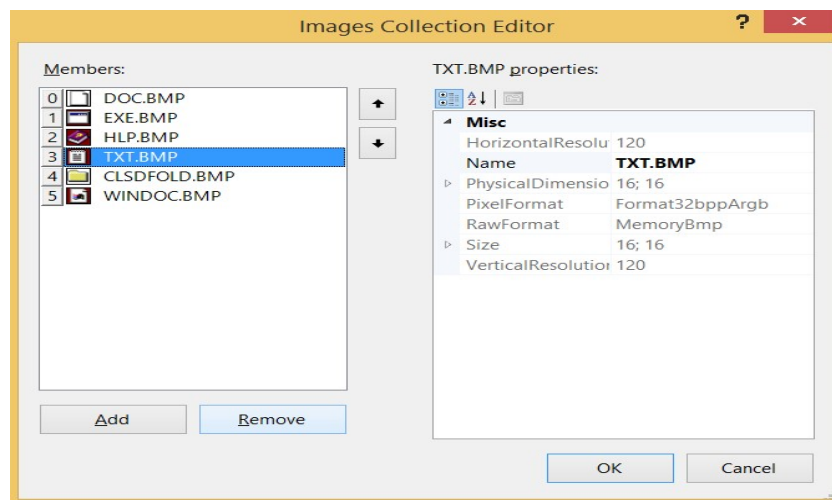 Images Collection Editor
? ×
Members:
0 DOC.BMP
1 EXE.BMP
2 HLP.BMP
3 TXT.BMP
4 CLSDFOLD.BMP
5 WINDOC.BMP
Add Remove
TXT.BMP properties:
Misc
HorizontalResolu 120
Name TXT.BMP
PhysicalDimensio 16; 16
PixelFormat Format32bppArgb
RawFormat MemoryBmp
Size 16; 16
VerticalResolution 120
OK Cancel